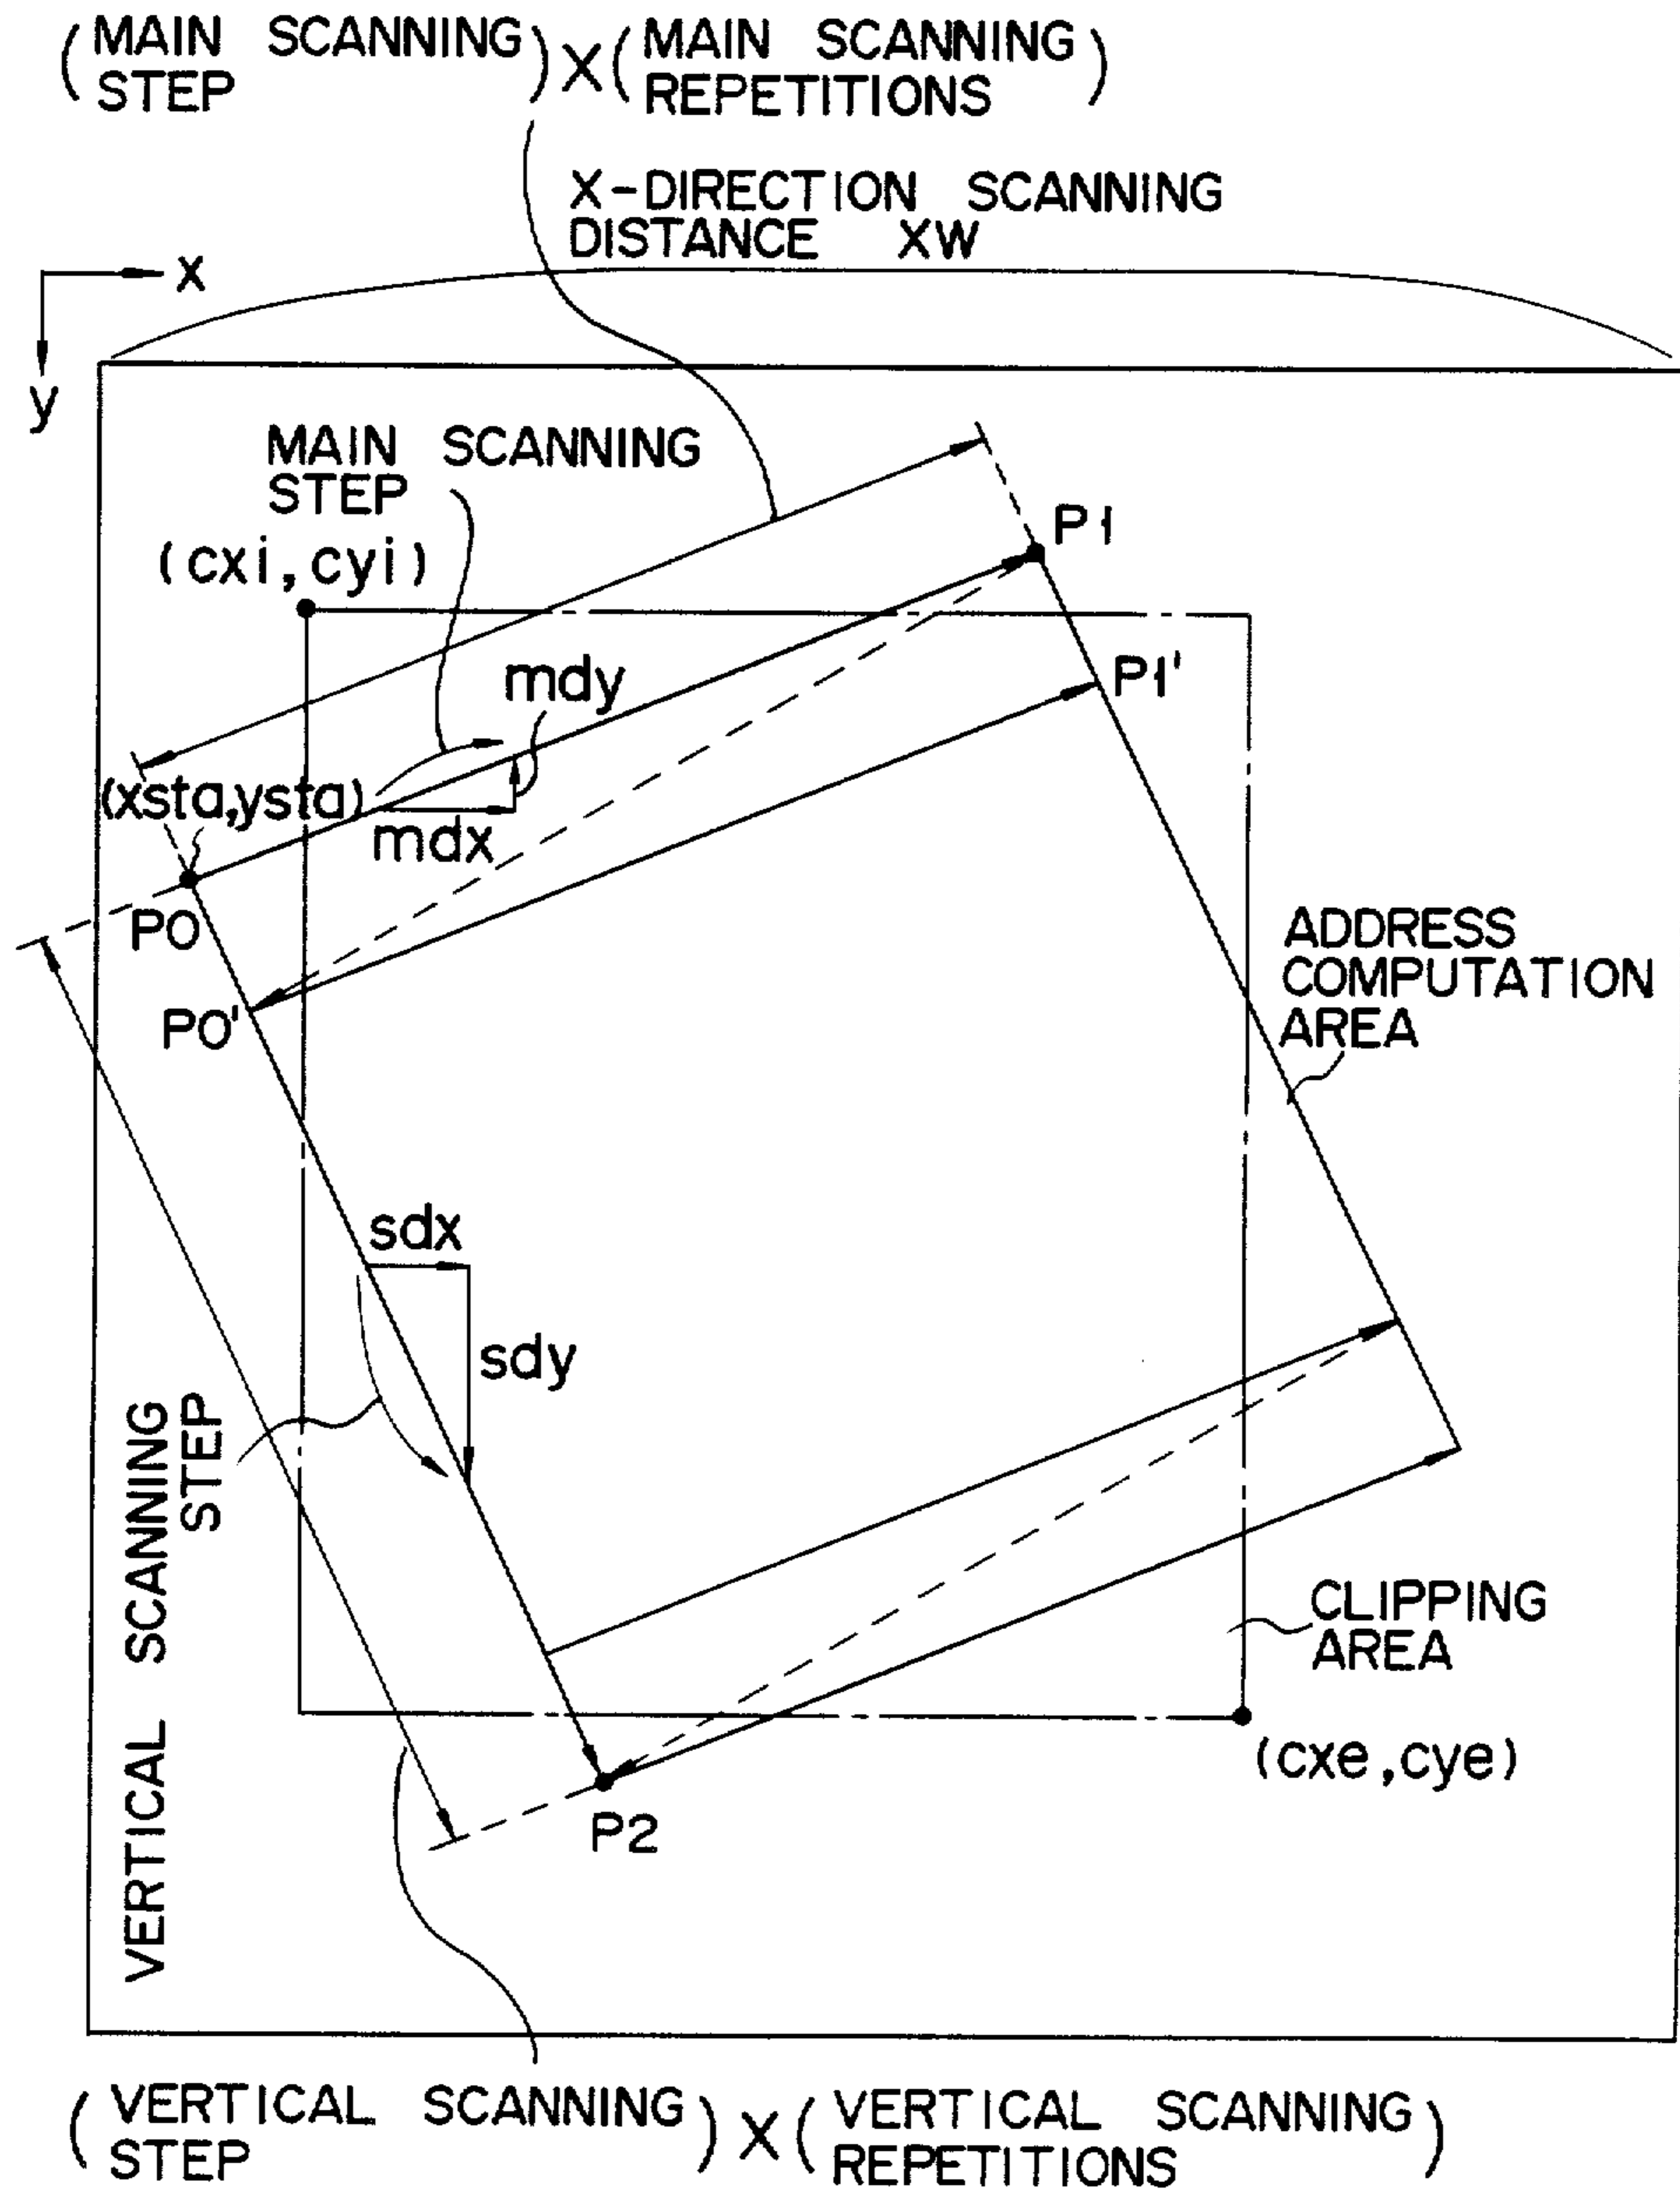 (MAIN SCANNING STEP) X (MAIN SCANNING REPETITIONS)
X-DIRECTION SCANNING
DISTANCE XW
x
y
MAIN SCANNING
STEP
(cxi, cyi)
P1
mdy
P1'
(xsta,ysta)
mdx
P0
P0'
ADDRESS
COMPUTATION
AREA
sdx
sdy
VERTICAL SCANNING
STEP
CLIPPING
AREA
(cxe,cye)
P2
(VERTICAL SCANNING STEP) X (VERTICAL SCANNING REPETITIONS)